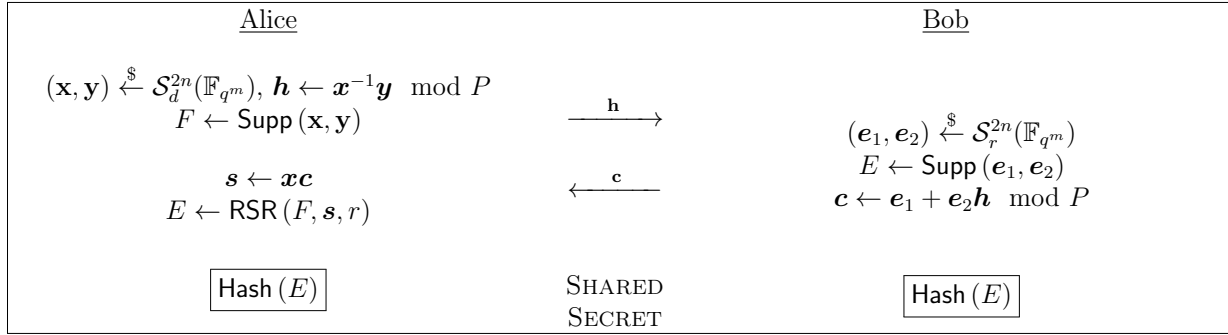 Alice
Bob
(x, y) $← S_d^{2n}(𝔽_{q^m}), h ← x^{-1}y mod P
F ← Supp (x, y)
h
(e_1, e_2) $← S_r^{2n}(𝔽_{q^m})
E ← Supp (e_1, e_2)
s ← xc
c
c ← e_1 + e_2h mod P
E ← RSR (F, s, r)
Hash (E)
SHARED
SECRET
Hash (E)